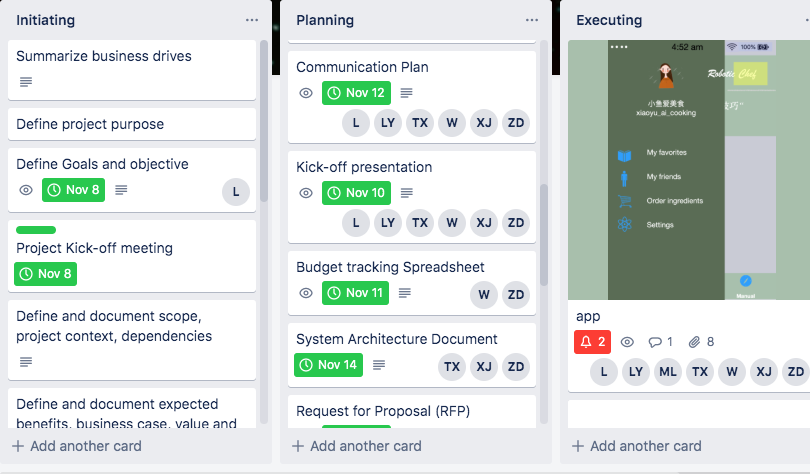 Initiating
Summarize business drives
Define project purpose
Define Goals and objective
Nov 8
L
Project Kick-off meeting
Nov 8
Define and document scope,
project context, dependencies
Define and document expected
benefits, business case, value and
+ Add another card
Planning
Communication Plan
Nov 12
L LY TX W XJ ZD
Kick-off presentation
Nov 10
L LY TX W XJ ZD
Budget tracking Spreadsheet
Nov 11
W ZD
System Architecture Document
Nov 14
TX XJ ZD
Request for Proposal (RFP)
+ Add another card
Executing
4:52 am
100%
Robotic Chef
小鱼爱美食
xiaoyu_ai_cooking
My favorites
My friends
Order ingredients
Settings
Manual
app
2
1
8
L LY ML TX W XJ ZD
+ Add another card